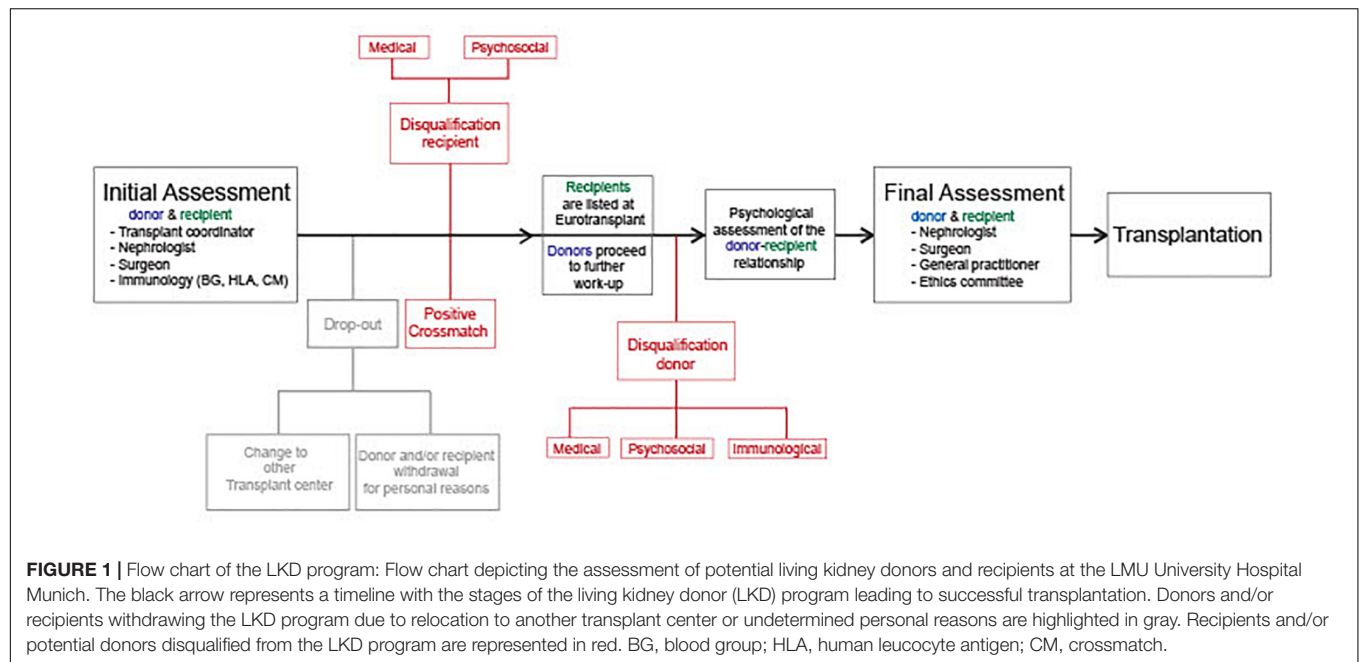 Medical
Psychosocial
Disqualification
recipient
Initial Assessment
donor & recipient
- Transplant coordinator
- Nephrologist
- Surgeon
- Immunology (BG, HLA, CM)
Drop-out
Positive
Crossmatch
Change to
other
Transplant center
Donor and/or recipient
withdrawal
for personal reasons
Recipients
are listed at
Eurotransplant
Donors proceed
to further
work-up
Disqualification
donor
Medical
Psychosocial
Immunological
Psychological
assessment of the
donor-recipient
relationship
Final Assessment
donor & recipient
- Nephrologist
- Surgeon
- General practitioner
- Ethics committee
Transplantation
FIGURE 1 | Flow chart of the LKD program: Flow chart depicting the assessment of potential living kidney donors and recipients at the LMU University Hospital
Munich. The black arrow represents a timeline with the stages of the living kidney donor (LKD) program leading to successful transplantation. Donors and/or
recipients withdrawing the LKD program due to relocation to another transplant center or undetermined personal reasons are highlighted in gray. Recipients and/or
potential donors disqualified from the LKD program are represented in red. BG, blood group; HLA, human leucocyte antigen; CM, crossmatch.